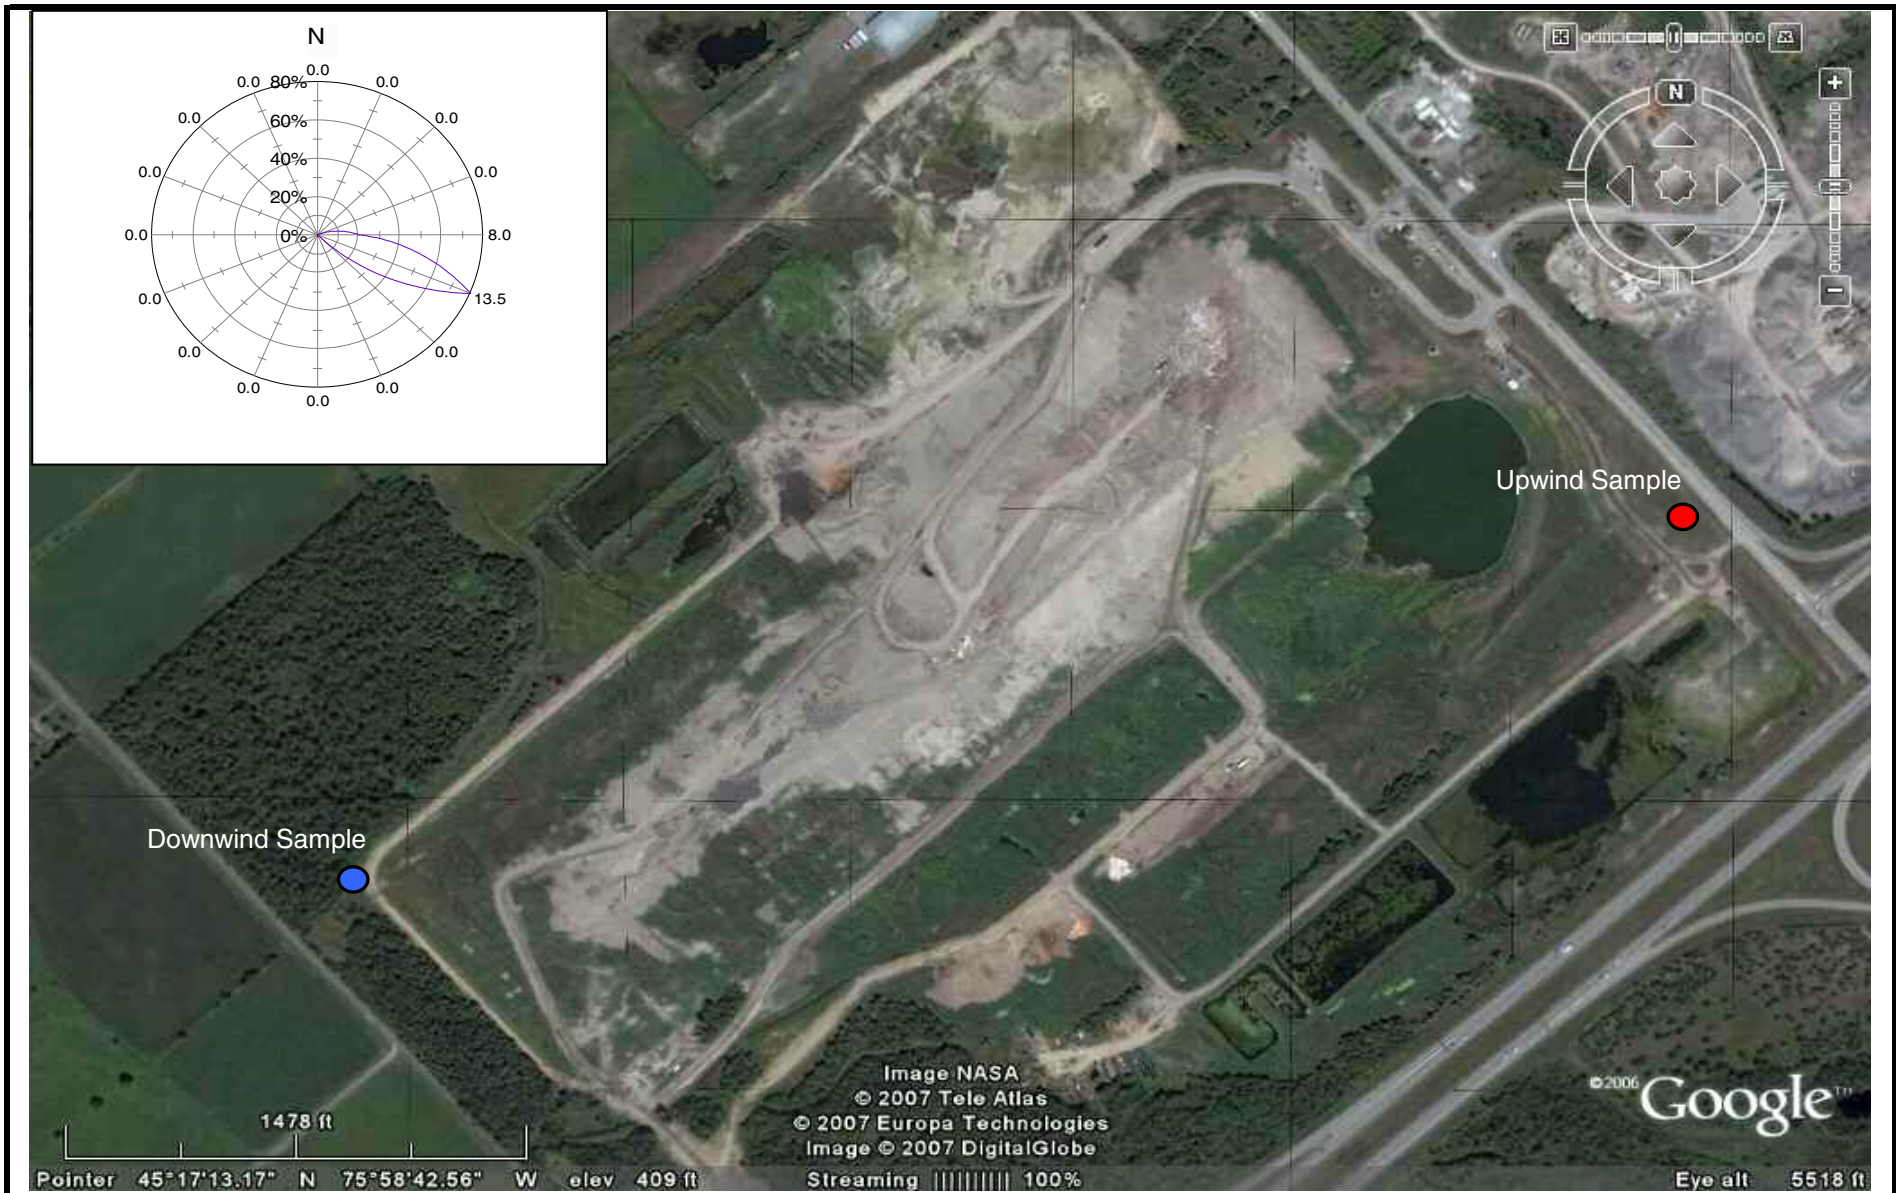 N
0.0
0.0
80%
0.0
0.0
60%
0.0
40%
0.0
0.0
20%
0.0
0%
8.0
0.0
13.5
0.0
0.0
0.0
0.0
0.0
N
+
−
Upwind Sample
Downwind Sample
Image NASA
© 2007 Tele Atlas
© 2007 Europa Technologies
Image © 2007 DigitalGlobe
©2006 Google™
1478 ft
Pointer 45°17'13.17" N 75°58'42.56" W elev 409 ft Streaming |||||||||| 100% Eye alt 5518 ft